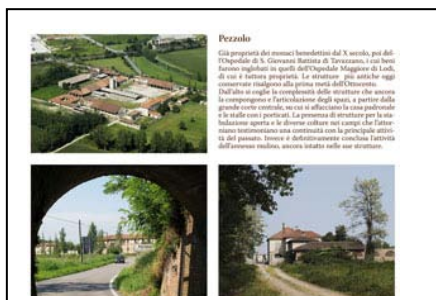 Pezzolo
Già proprietà dei monaci benedettini dal X secolo, poi del-
l'Ospedale di S. Giovanni Battista di Tavazzano, i cui beni
furono inglobati in quelli dell'Ospedale Maggiore di Lodi,
di cui è tuttora proprietà. Le strutture più antiche oggi
conservate risalgono alla prima metà dell'Ottocento.
Dall'alto si coglie la complessità delle strutture che ancora
la compongono e l'articolazione degli spazi, a partire dalla
grande corte centrale, su cui si affacciano la casa padronale
e le stalle con i porticati. La presenza di strutture per la sta-
bulazione aperta e le diverse colture nei campi che l'attor-
niano testimoniano una continuità con la principale attivi-
tà del passato. Invece è definitivamente conclusa l'attività
dell'annesso mulino, ancora intatto nelle sue strutture.